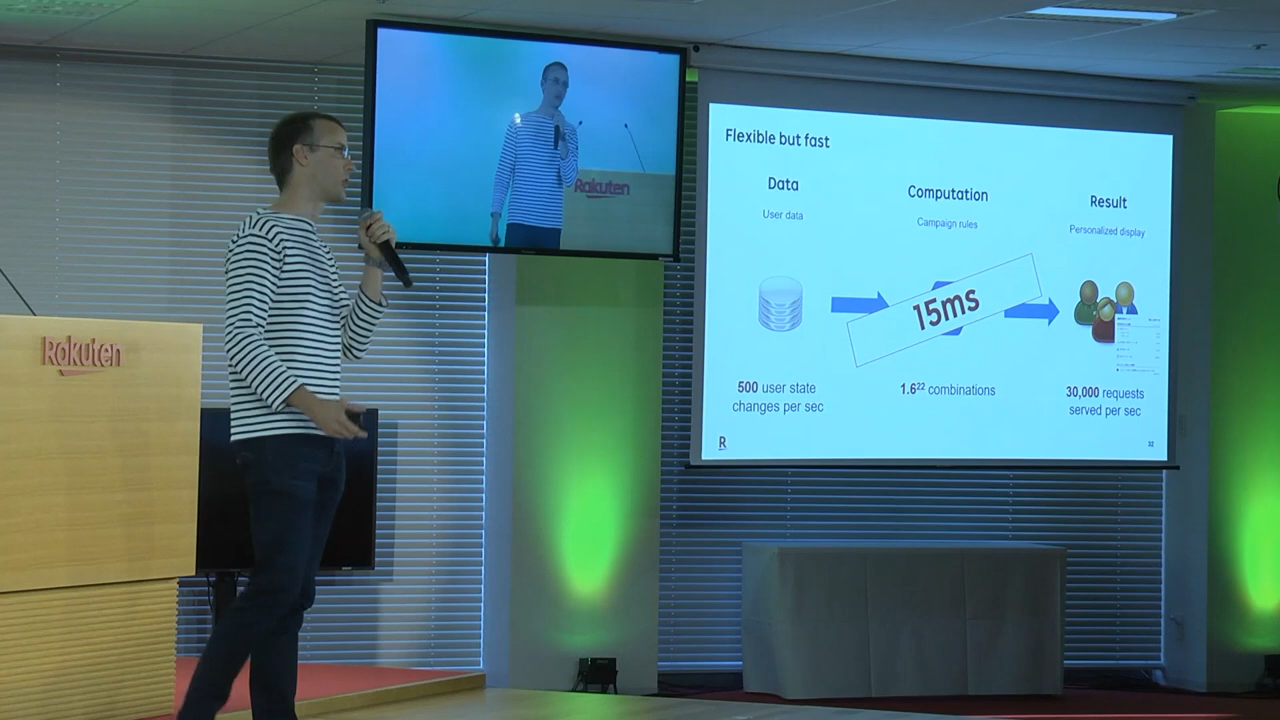 Rakuten
Rakuten
Flexible but fast
Data
User data
Computation
Campaign rules
Result
Personalized display
15ms
500 user state
changes per sec
1.6²² combinations
30,000 requests
served per sec
R
32